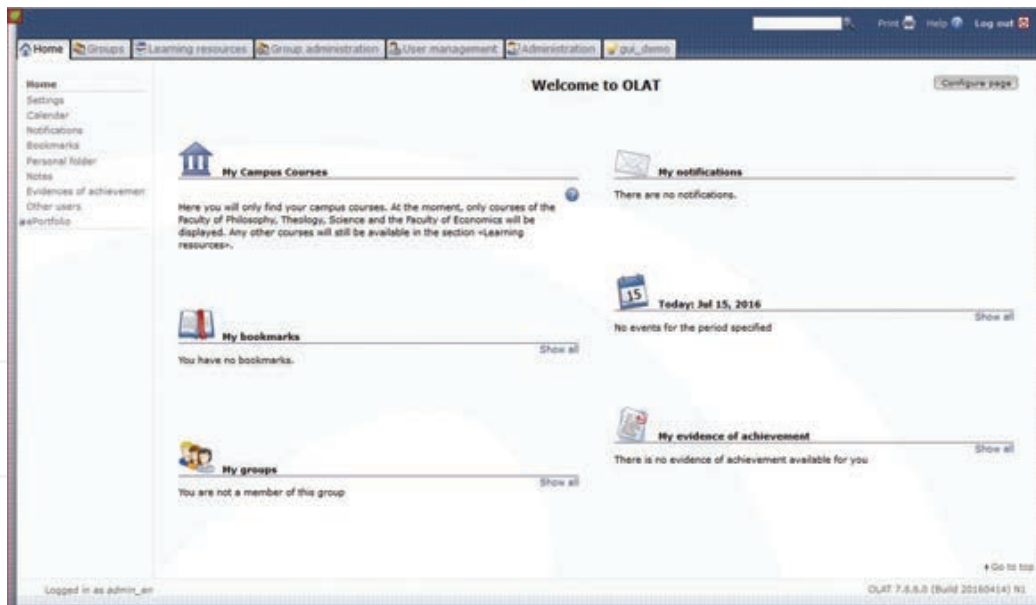 Print Help Log out
Home Groups Learning resources Group administration User management Administration gui_demo
Home
Settings
Calendar
Notifications
Bookmarks
Personal folder
Notes
Evidences of achievemen
Other users
ePortfolio
Welcome to OLAT
Configure page
My Campus Courses
Here you will only find your campus courses. At the moment, only courses of the
Faculty of Philosophy, Theology, Science and the Faculty of Economics will be
displayed. Any other courses will still be available in the section «Learning
resources».
My notifications
There are no notifications.
My bookmarks
Show all
You have no bookmarks.
15
Today: Jul 15, 2016
Show all
No events for the period specified
My groups
Show all
You are not a member of this group
My evidence of achievement
Show all
There is no evidence of achievement available for you
Go to top
Logged in as admin_en
OLAT 7.8.6.0 (Build 20160414) N1